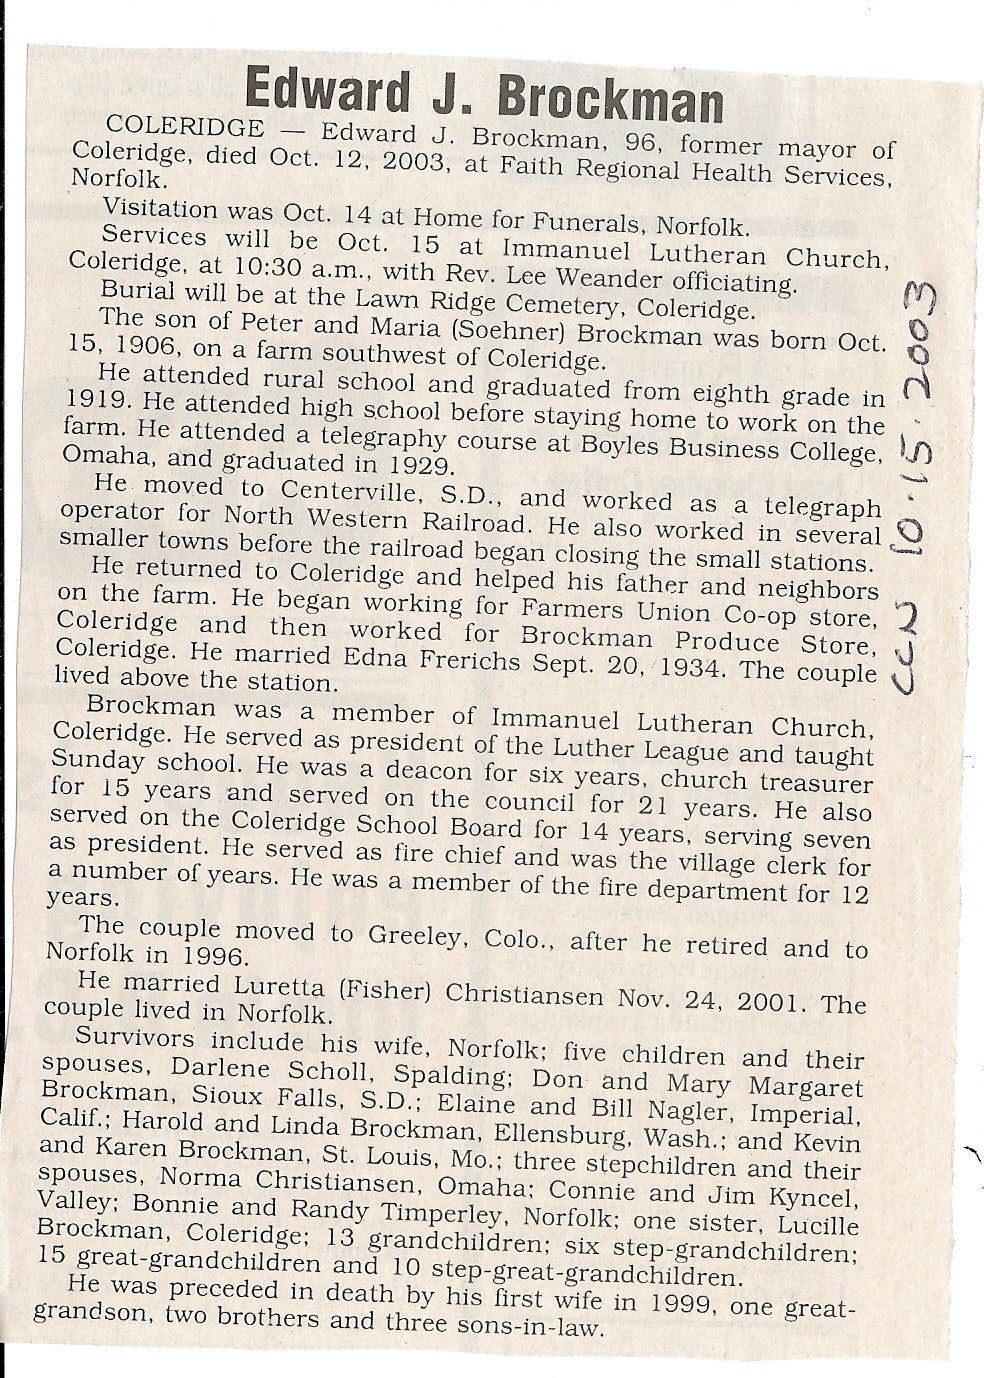 Edward J. Brockman
COLERIDGE — Edward J. Brockman, 96, former mayor of
Coleridge, died Oct. 12, 2003, at Faith Regional Health Services,
Norfolk.
Visitation was Oct. 14 at Home for Funerals, Norfolk.
Services will be Oct. 15 at Immanuel Lutheran Church,
Coleridge, at 10:30 a.m., with Rev. Lee Weander officiating.
Burial will be at the Lawn Ridge Cemetery, Coleridge.
The son of Peter and Maria (Soehner) Brockman was born Oct.
15, 1906, on a farm southwest of Coleridge.
He attended rural school and graduated from eighth grade in
1919. He attended high school before staying home to work on the
farm. He attended a telegraphy course at Boyles Business College,
Omaha, and graduated in 1929.
He moved to Centerville, S.D., and worked as a telegraph
operator for North Western Railroad. He also worked in several
smaller towns before the railroad began closing the small stations.
He returned to Coleridge and helped his father and neighbors
on the farm. He began working for Farmers Union Co-op store,
Coleridge and then worked for Brockman Produce Store,
Coleridge. He married Edna Frerichs Sept. 20, 1934. The couple
lived above the station.
Brockman was a member of Immanuel Lutheran Church,
Coleridge. He served as president of the Luther League and taught
Sunday school. He was a deacon for six years, church treasurer
for 15 years and served on the council for 21 years. He also
served on the Coleridge School Board for 14 years, serving seven
as president. He served as fire chief and was the village clerk for
a number of years. He was a member of the fire department for 12
years.
The couple moved to Greeley, Colo., after he retired and to
Norfolk in 1996.
He married Luretta (Fisher) Christiansen Nov. 24, 2001. The
couple lived in Norfolk.
Survivors include his wife, Norfolk; five children and their
spouses, Darlene Scholl, Spalding; Don and Mary Margaret
Brockman, Sioux Falls, S.D.; Elaine and Bill Nagler, Imperial,
Calif.; Harold and Linda Brockman, Ellensburg, Wash.; and Kevin
and Karen Brockman, St. Louis, Mo.; three stepchildren and their
spouses, Norma Christiansen, Omaha; Connie and Jim Kyncel,
Valley; Bonnie and Randy Timperley, Norfolk; one sister, Lucille
Brockman, Coleridge; 13 grandchildren; six step-grandchildren;
15 great-grandchildren and 10 step-great-grandchildren.
He was preceded in death by his first wife in 1999, one great-
grandson, two brothers and three sons-in-law.
CCN 10.15.2003